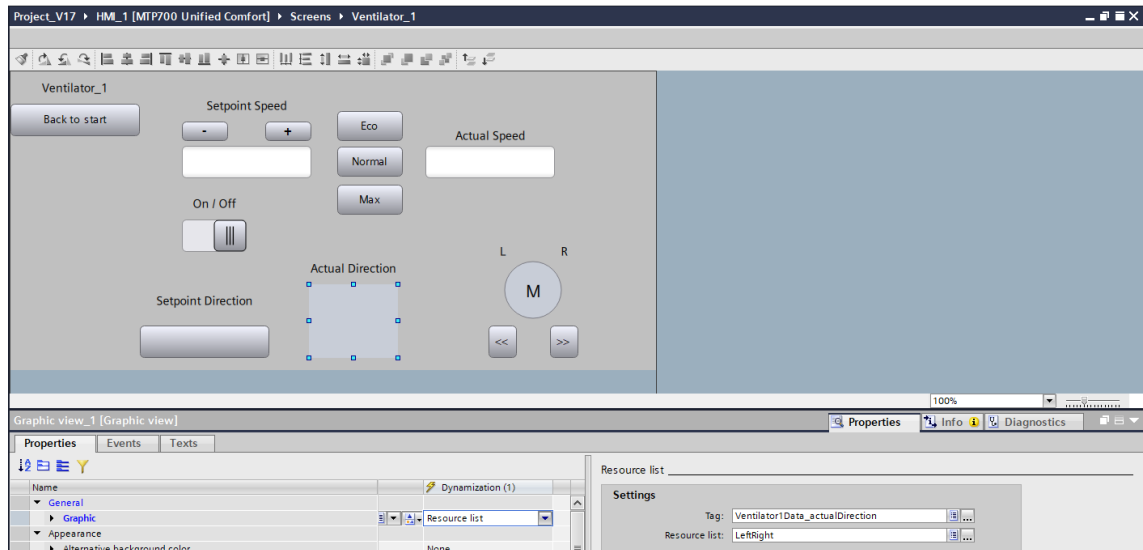 Project_V17 ▸ HMI_1 [MTP700 Unified Comfort] ▸ Screens ▸ Ventilator_1
Ventilator_1
Back to start
Setpoint Speed
- +
Eco
Normal
Max
Actual Speed
On / Off
Actual Direction
Setpoint Direction
L R
M
<< >>
100%
Graphic view_1 [Graphic view]
Properties Info Diagnostics
Properties Events Texts
Name Dynamization (1)
General
Graphic Resource list
Appearance
Alternative background color None
Resource list
Settings
Tag: Ventilator1Data_actualDirection
Resource list: LeftRight